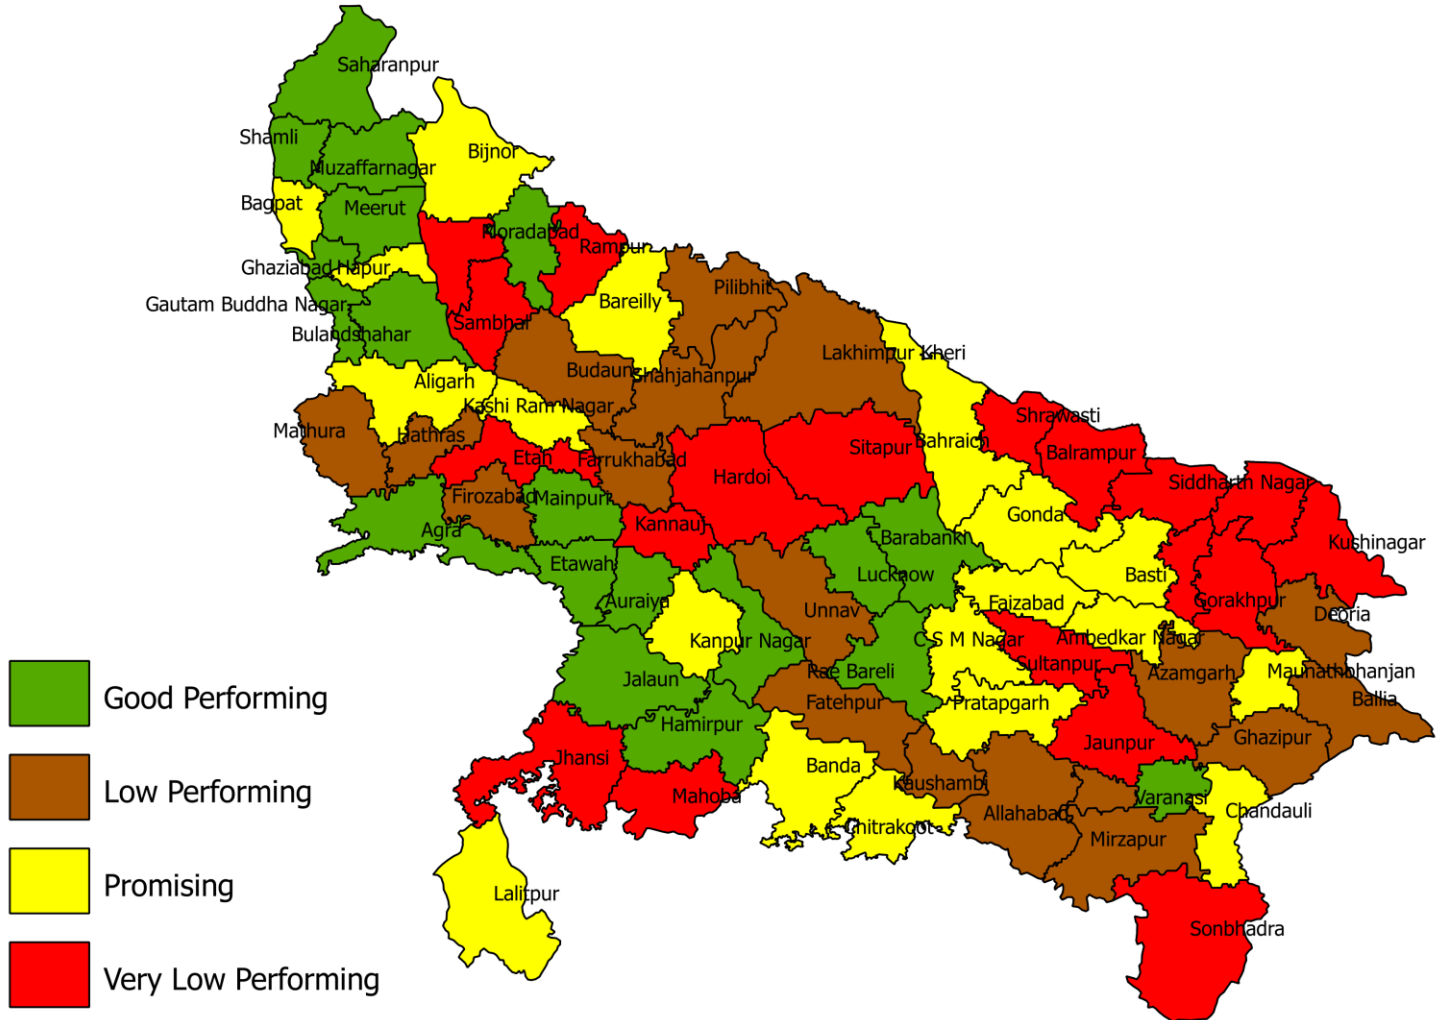 Saharanpur
Shamli
Bijnor
Muzaffarnagar
Bagpat
Meerut
Moradabad
Rampur
Ghaziabad
Hapur
Pilibhit
Gautam Buddha Nagar
Bareilly
Sambhal
Bulandshahar
Lakhimpur Kheri
Budaun
Shahjahanpur
Aligarh
Kashi Ram Nagar
Shrawasti
Mathura
Hathras
Bahraich
Sitapur
Balrampur
Etah
Farrukhabad
Hardoi
Siddharth Nagar
Firozabad
Mainpuri
Gonda
Kannauj
Agra
Barabanki
Kushinagar
Etawah
Lucknow
Basti
Auraiya
Faizabad
Gorakhpur
Unnav
Deoria
Kanpur Nagar
C S M Nagar
Ambedkar Nagar
Sultanpur
Rae Bareli
Azamgarh
Maunathbhanjan
Jalaun
Ballia
Good Performing
Fatehpur
Pratapgarh
Hamirpur
Ghazipur
Jaunpur
Jhansi
Banda
Kaushambi
Low Performing
Mahoba
Varanasi
Allahabad
Chandauli
Chitrakoot
Mirzapur
Promising
Lalitpur
Sonbhadra
Very Low Performing